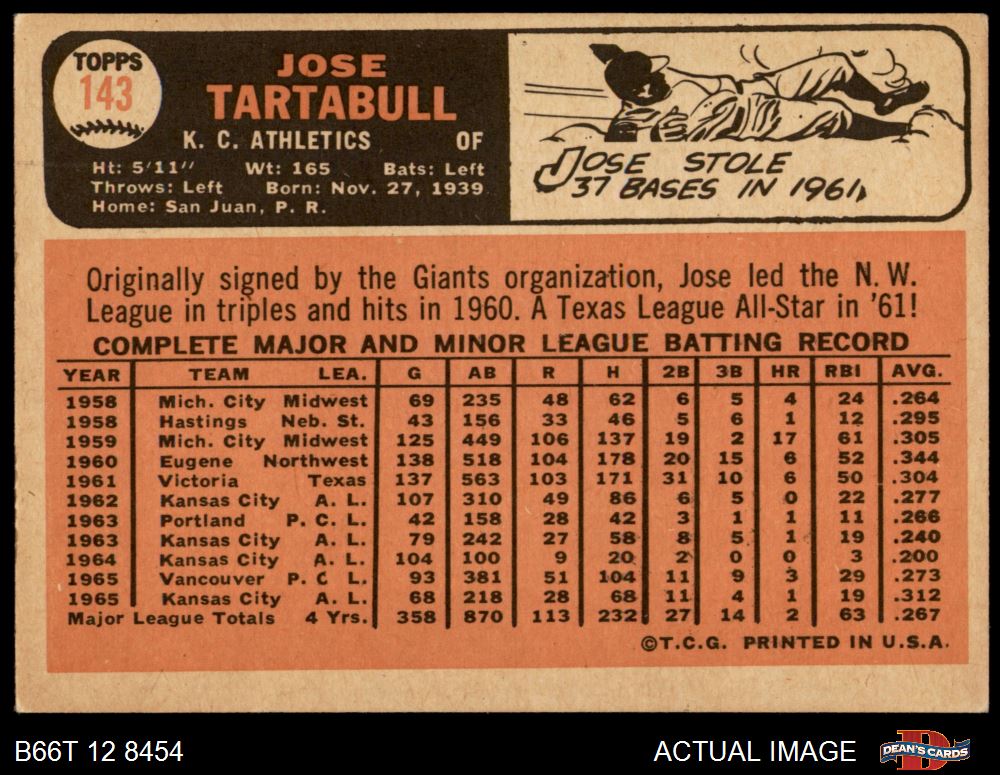 TOPPS
143
JOSE
TARTABULL
K. C. ATHLETICS OF
Ht: 5'11" Wt: 165 Bats: Left
Throws: Left Born: Nov. 27, 1939
Home: San Juan, P. R.
JOSE STOLE
37 BASES IN 1961,
Originally signed by the Giants organization, Jose led the N. W.
League in triples and hits in 1960. A Texas League All-Star in '61!
COMPLETE MAJOR AND MINOR LEAGUE BATTING RECORD
YEAR TEAM LEA. G AB R H 2B 3B HR RBI AVG.
1958 Mich. City Midwest 69 235 48 62 6 5 4 24 .264
1958 Hastings Neb. St. 43 156 33 46 5 6 1 12 .295
1959 Mich. City Midwest 125 449 106 137 19 2 17 61 .305
1960 Eugene Northwest 138 518 104 178 20 15 6 52 .344
1961 Victoria Texas 137 563 103 171 31 10 6 50 .304
1962 Kansas City A. L. 107 310 49 86 6 5 0 22 .277
1963 Portland P. C. L. 42 158 28 42 3 1 1 11 .266
1963 Kansas City A. L. 79 242 27 58 8 5 1 19 .240
1964 Kansas City A. L. 104 100 9 20 2 0 0 3 .200
1965 Vancouver P. C L. 93 381 51 104 11 9 3 29 .273
1965 Kansas City A. L. 68 218 28 68 11 4 1 19 .312
Major League Totals 4 Yrs. 358 870 113 232 27 14 2 63 .267
©T.C.G. PRINTED IN U.S.A.
B66T 12 8454 ACTUAL IMAGE DEAN'S CARDS